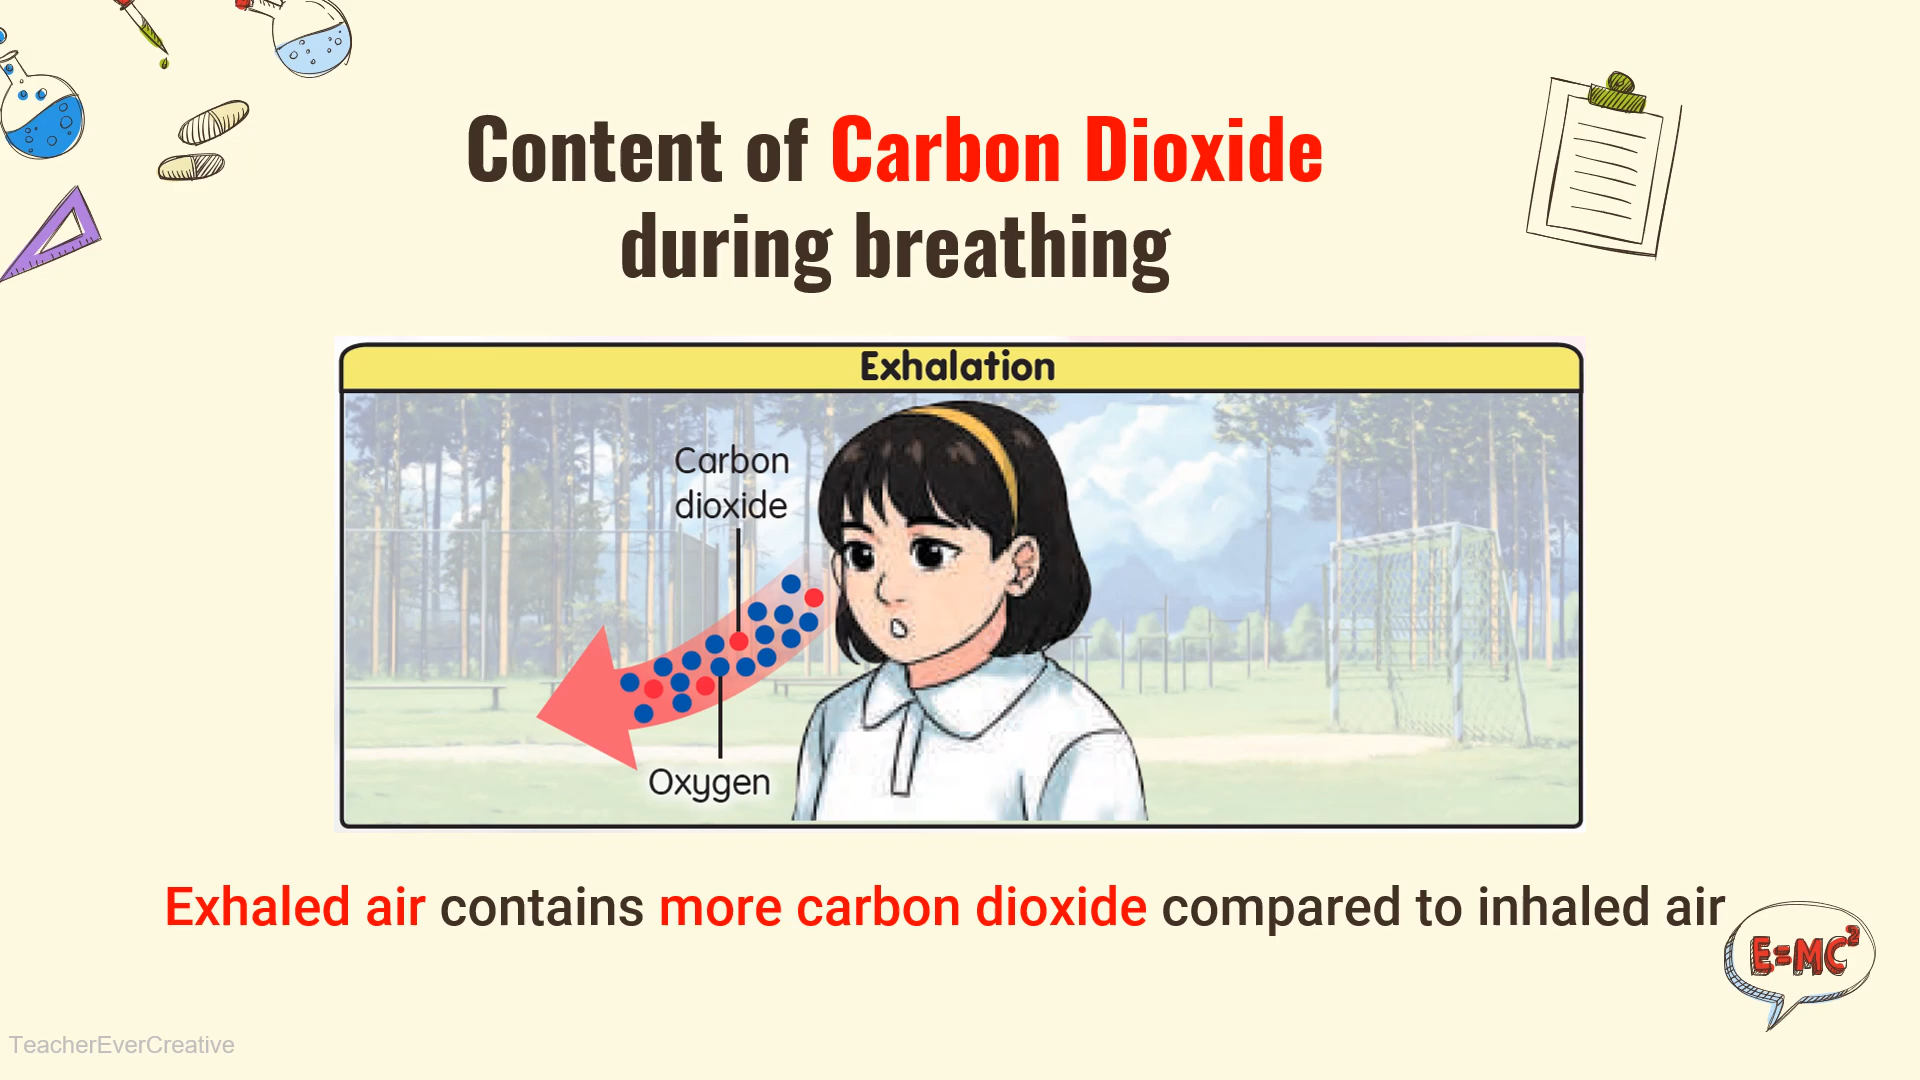 Content of Carbon Dioxide
during breathing
Exhalation
Carbon
dioxide
Oxygen
Exhaled air contains more carbon dioxide compared to inhaled air
E=MC²
TeacherEverCreative